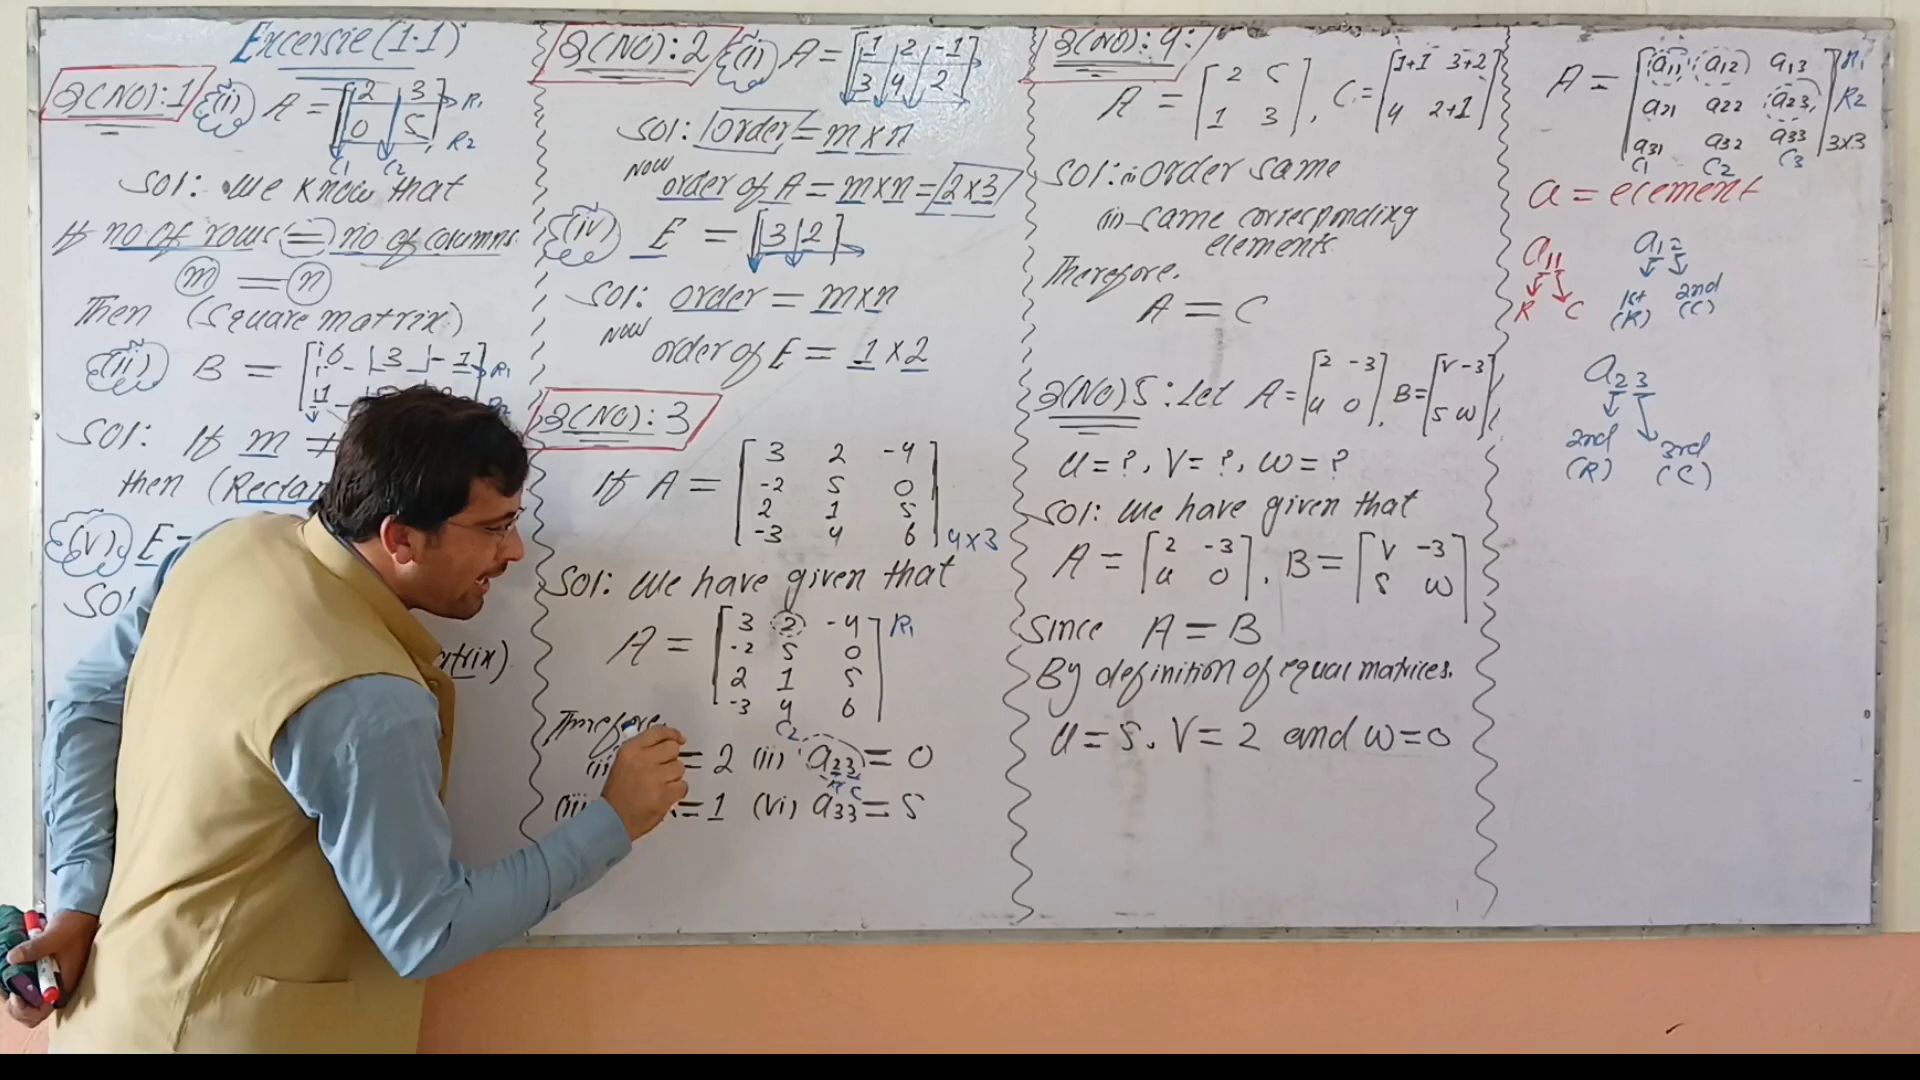 Excersie (1.1)
Q(NO):1 (i) A = [2 3 R1
0 5] R2
C1 C2
Sol: We know that
If no of rows = no of columns
m = n
Then (Square matrix)
(ii) B = [6 3 -1] R1
Sol: If m ≠
then (Rectan
(v) E =
So
atrix)
Q(NO):2 (i) A = [1 2 -1
3 4 2]
Sol: Order = m×n
Now
order of A = m×n = 2×3
(iv) E = [3 2]
Sol: order = m×n
Now
order of E = 1×2
Q(NO):3
If A = [3 2 -4
-2 5 0
2 1 5
-3 4 6] 4×3
Sol: We have given that
A = [3 2 -4 R1
-2 5 0
2 1 5
-3 4 6]
C2
Therefore,
(i) = 2 (ii) a23 = 0
R C
(iii = 1 (vi) a33 = 5
Q(NO):4:
A = [2 5
1 3], C = [1+1 3+2
4 2+1]
Sol: (i) Order same
(ii) Same corresponding
elements
Therefore.
A = C
Q(NO)5: Let A = [2 -3
u 0], B = [V -3
5 w]
u = ?, V = ?, w = ?
Sol: We have given that
A = [2 -3
u 0], B = [V -3
5 w]
Since A = B
By definition of equal matrices.
u = 5, V = 2 and w = 0
A = [a11 a12 a13 R1
a21 a22 a23 R2
a31 a32 a33] 3×3
C1 C2 C3
a = element
a11 a12
R C 1st 2nd
(R) (C)
a23
2nd 3rd
(R) (C)